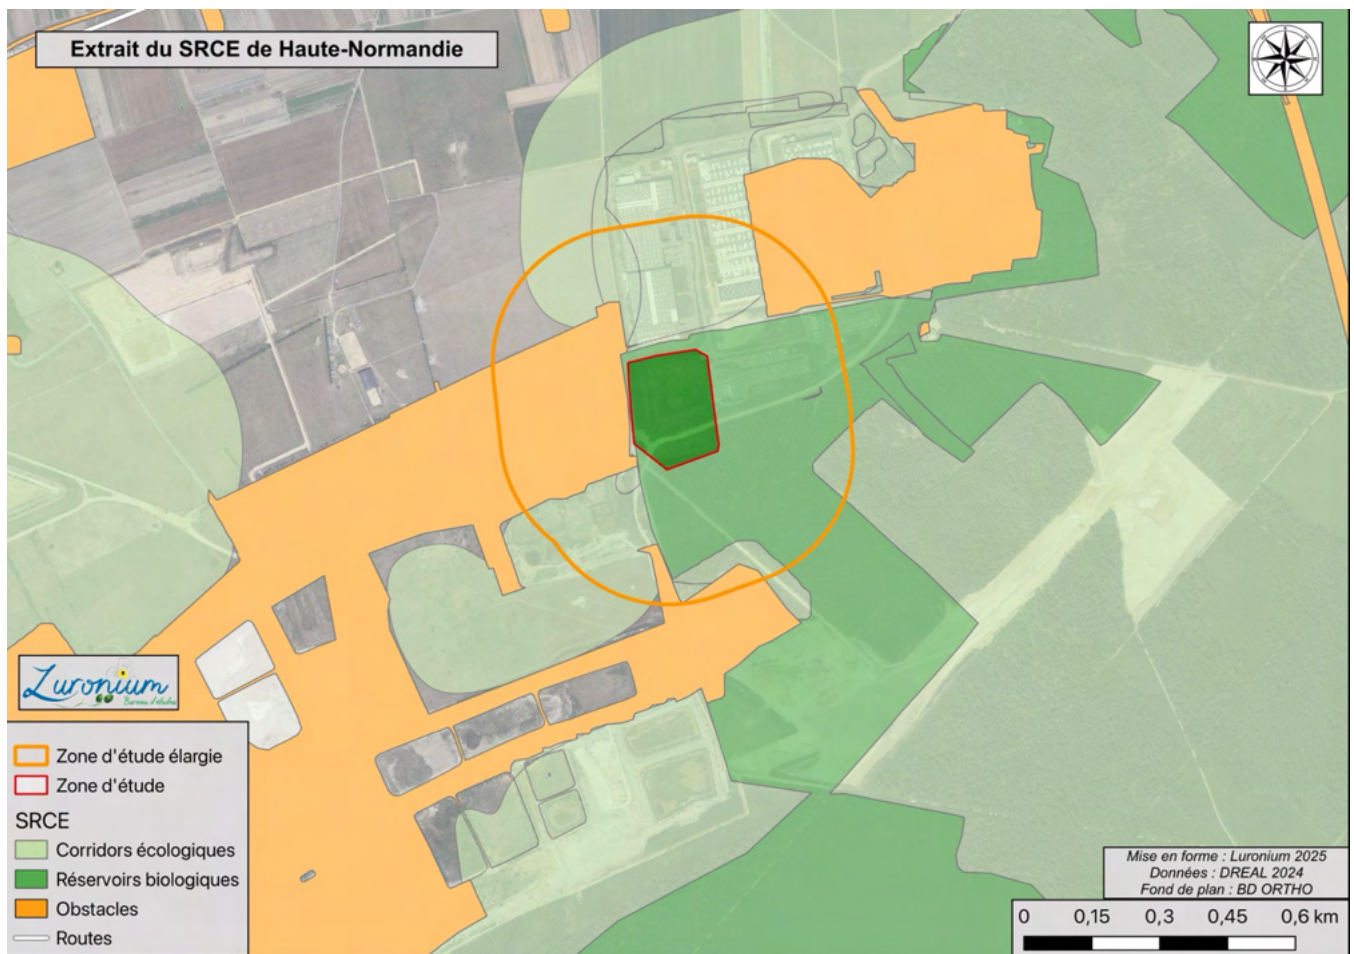 Extrait du SRCE de Haute-Normandie
Luronium
Bureau d'études
Zone d'étude élargie
Zone d'étude
SRCE
Corridors écologiques
Réservoirs biologiques
Obstacles
Routes
Mise en forme : Luronium 2025
Données : DREAL 2024
Fond de plan : BD ORTHO
0 0,15 0,3 0,45 0,6 km